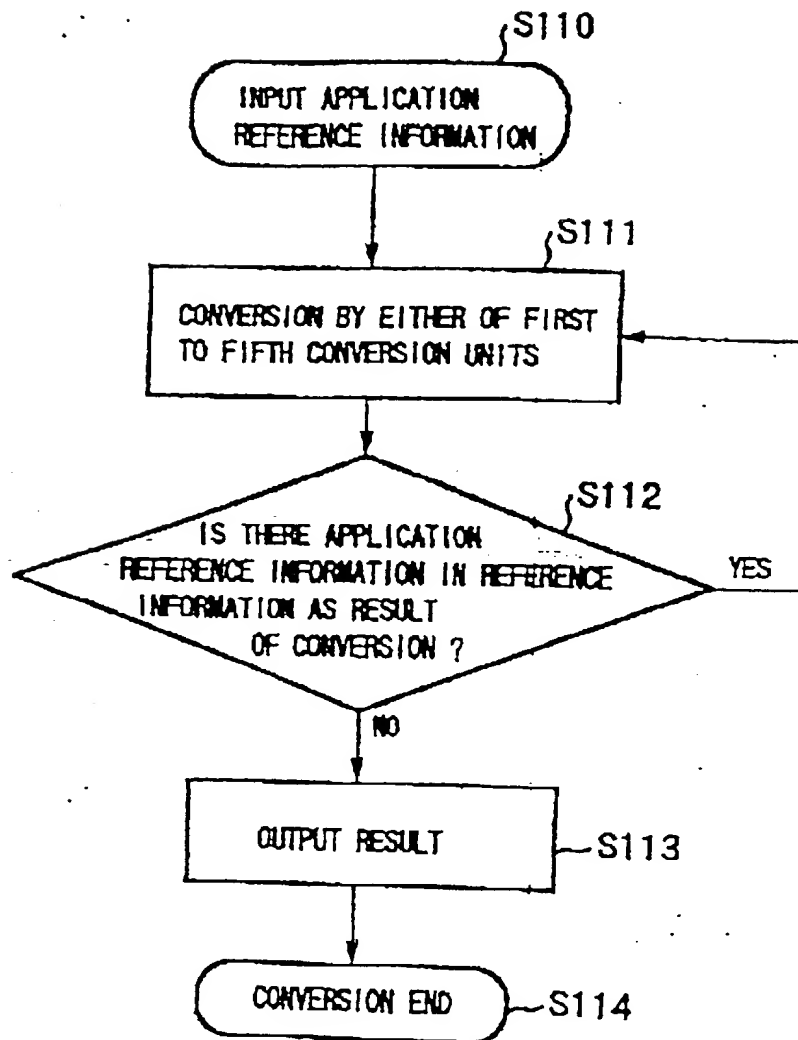 S110
INPUT APPLICATION
REFERENCE INFORMATION
S111
CONVERSION BY EITHER OF FIRST
TO FIFTH CONVERSION UNITS
S112
IS THERE APPLICATION
REFERENCE INFORMATION IN REFERENCE
INFORMATION AS RESULT
OF CONVERSION ?
YES
NO
OUTPUT RESULT
S113
CONVERSION END
S114